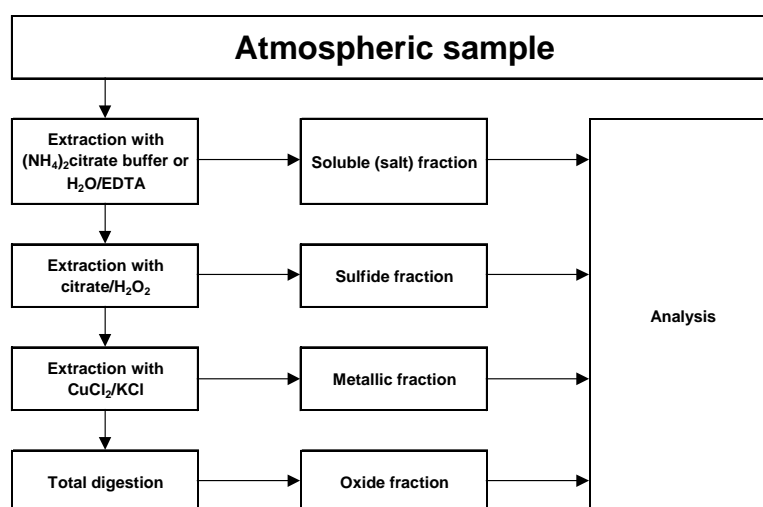 Atmospheric sample
Extraction with
(NH₄)₂citrate buffer or
H₂O/EDTA
Soluble (salt) fraction
Extraction with
citrate/H₂O₂
Sulfide fraction
Analysis
Extraction with
CuCl₂/KCl
Metallic fraction
Total digestion
Oxide fraction